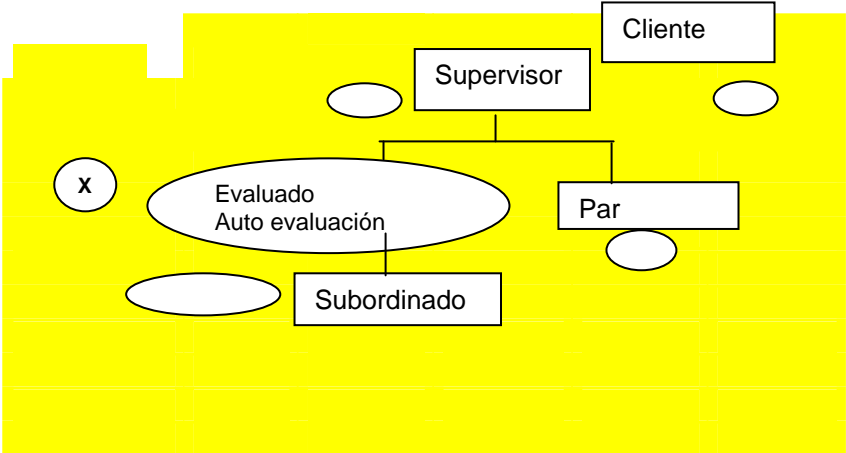 Cliente
Supervisor
X
Evaluado
Auto evaluación
Par
Subordinado